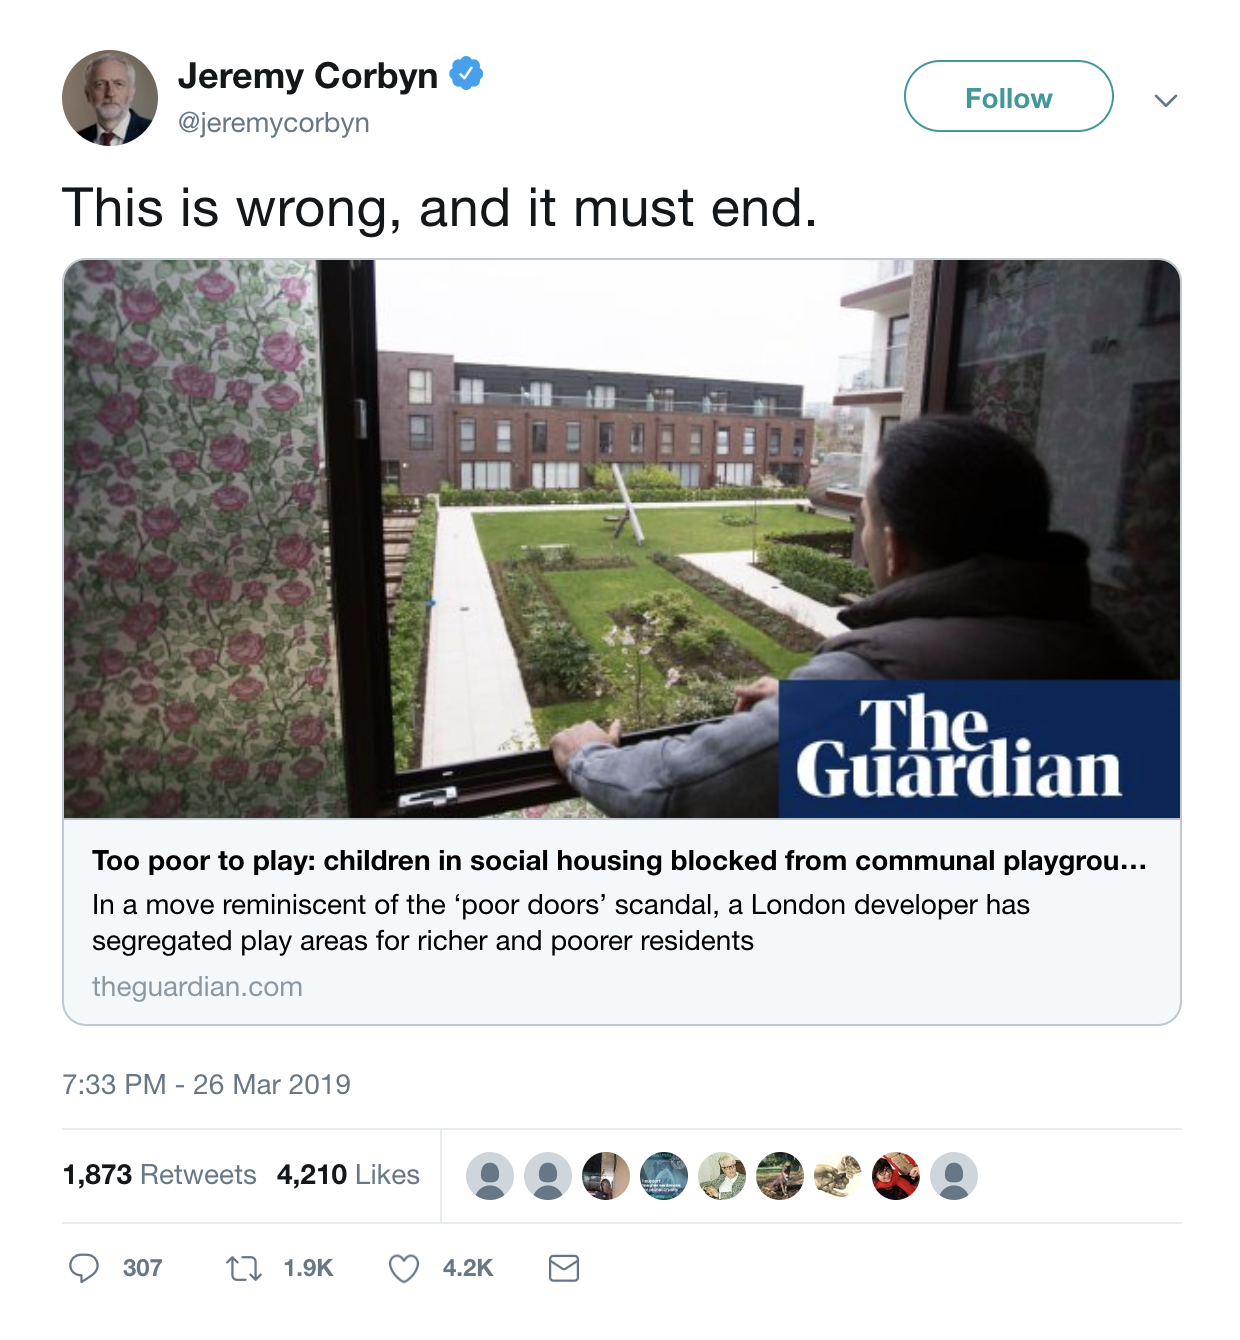 Jeremy Corbyn
@jeremycorbyn
Follow
This is wrong, and it must end.
The
Guardian
Too poor to play: children in social housing blocked from communal playgrou...
In a move reminiscent of the ‘poor doors’ scandal, a London developer has
segregated play areas for richer and poorer residents
theguardian.com
7:33 PM - 26 Mar 2019
1,873 Retweets 4,210 Likes
307 1.9K 4.2K